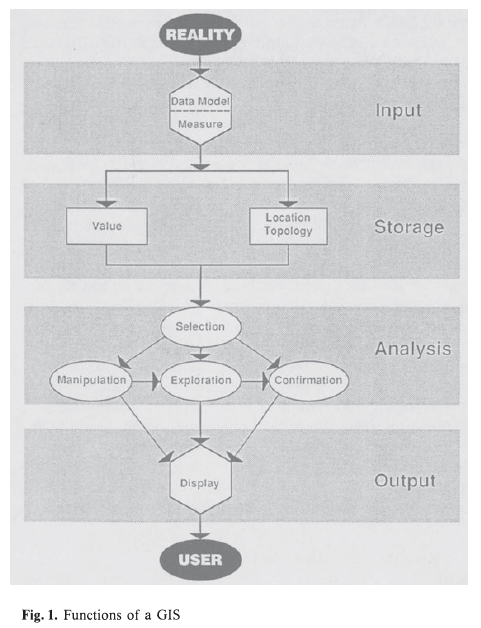 REALITY
Data Model
Measure
Input
Value
Location
Topology
Storage
Selection
Analysis
Manipulation
Exploration
Confirmation
Display
Output
USER
Fig. 1. Functions of a GIS